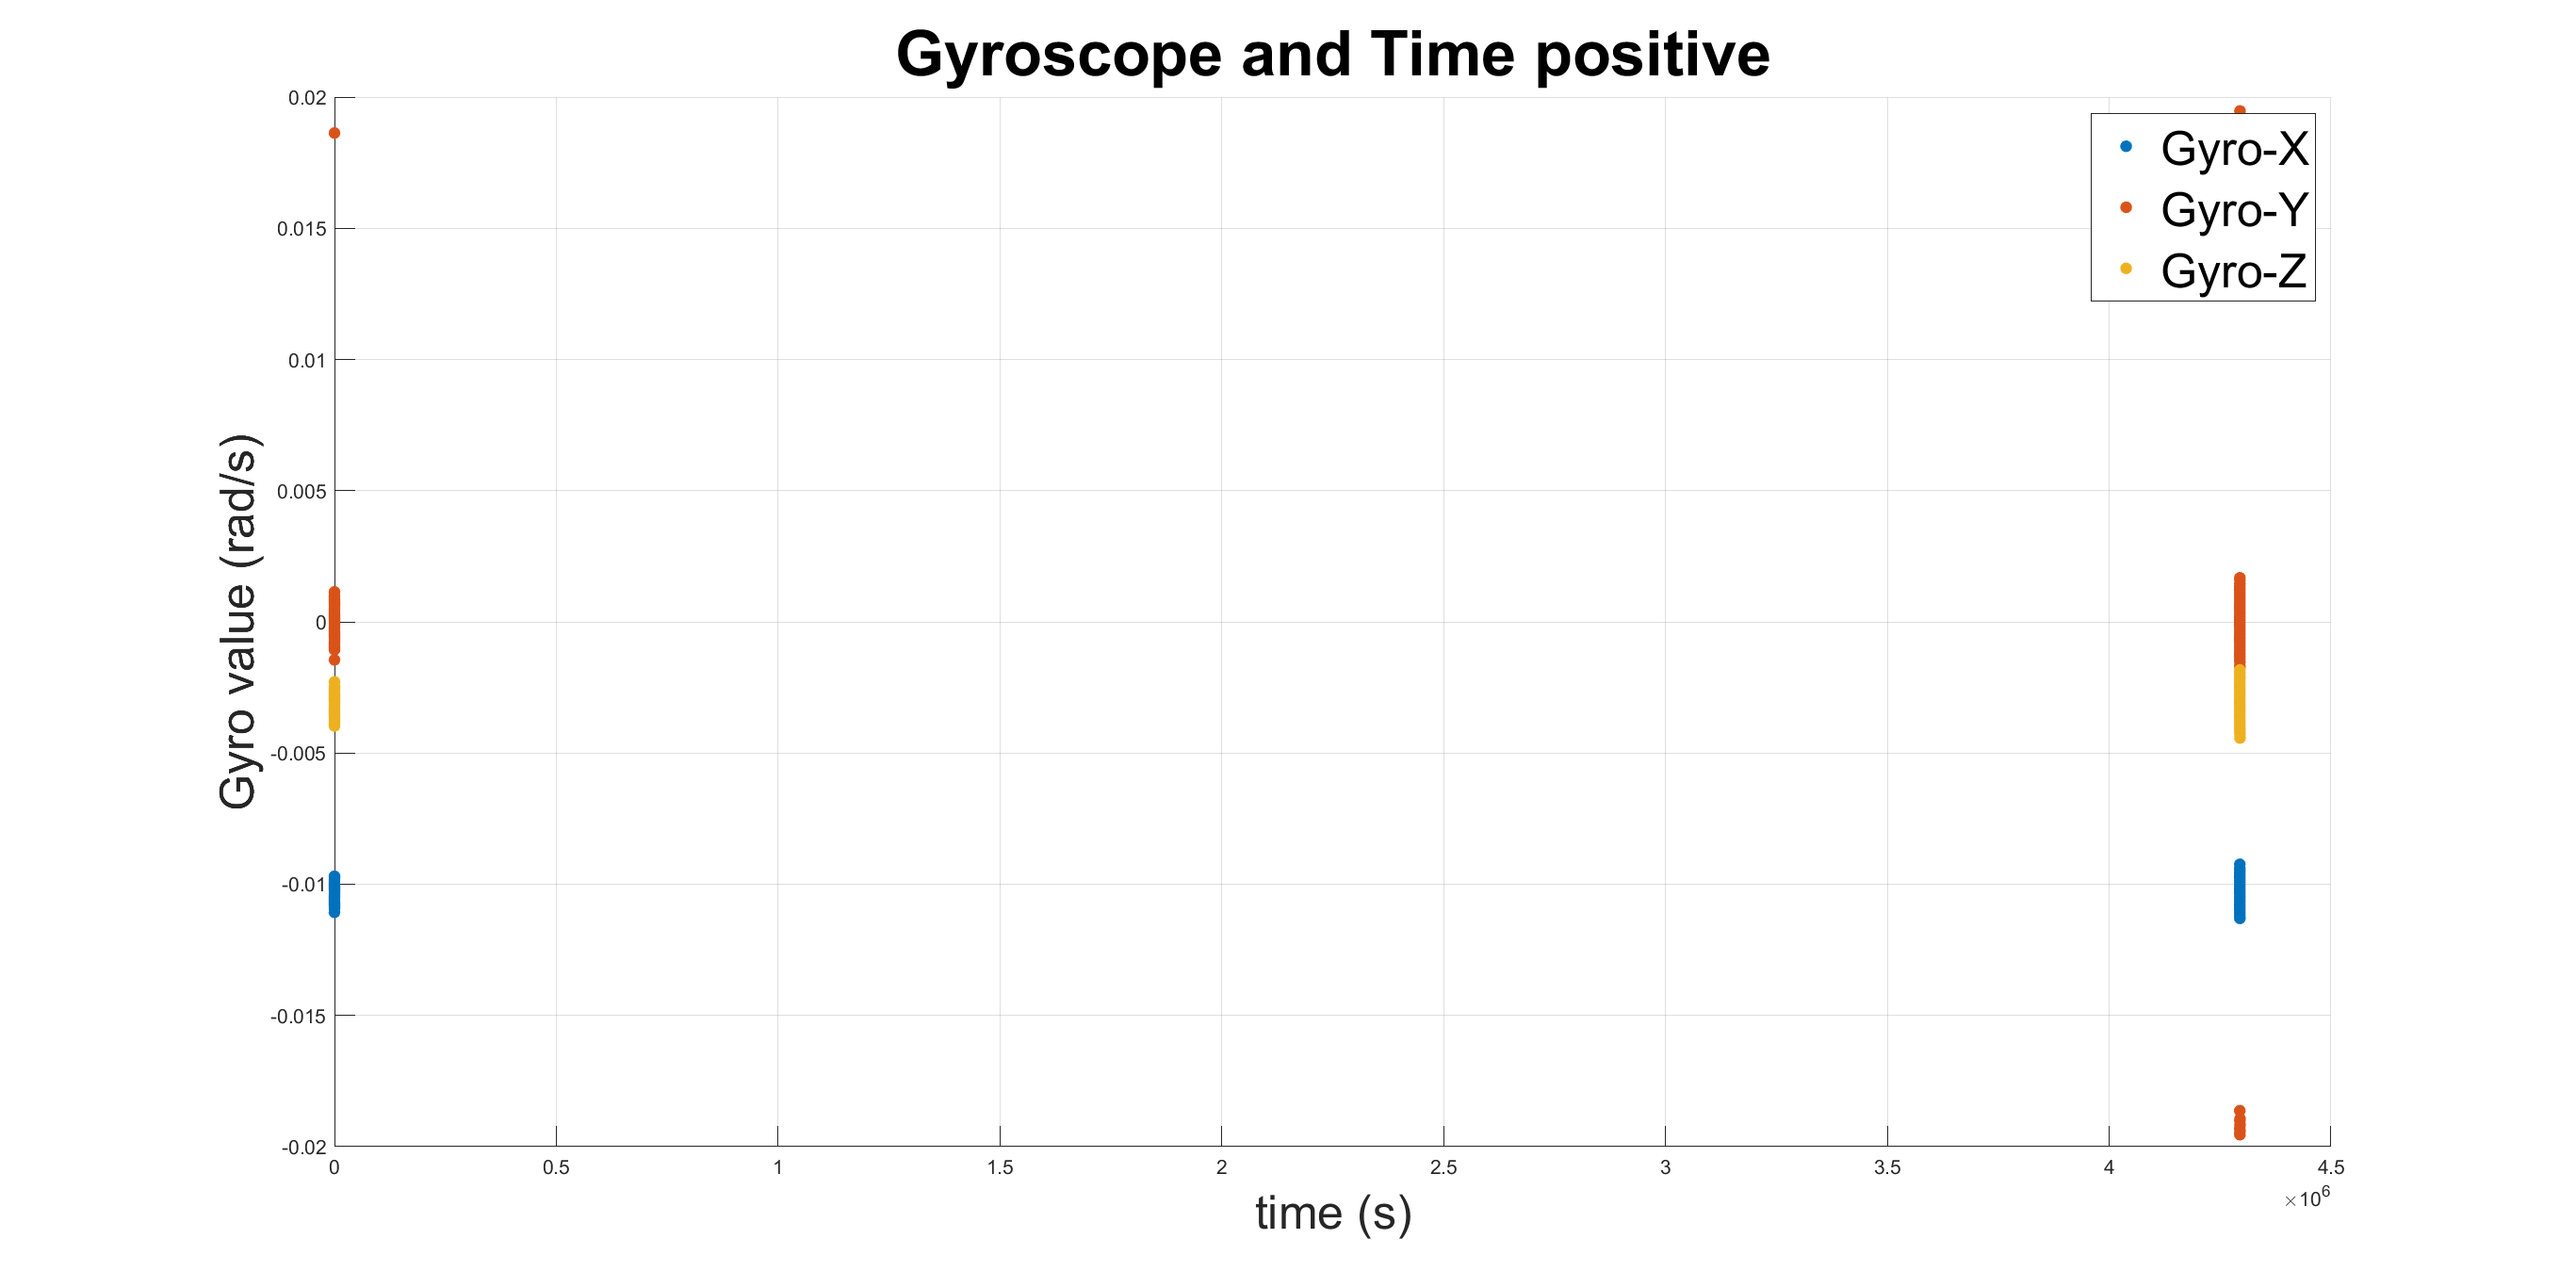 Gyroscope and Time positive
0.02
0.015
0.01
0.005
0
-0.005
-0.01
-0.015
-0.02
Gyro value (rad/s)
Gyro-X
Gyro-Y
Gyro-Z
0 0.5 1 1.5 2 2.5 3 3.5 4 4.5
×10⁶
time (s)